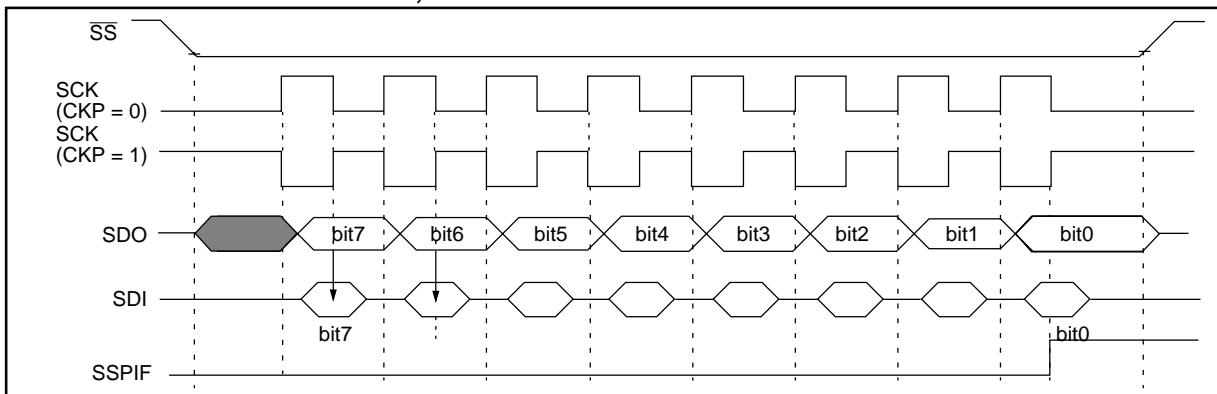 SS
SCK
(CKP = 0)
SCK
(CKP = 1)
SDO bit7 bit6 bit5 bit4 bit3 bit2 bit1 bit0
SDI
bit7 bit0
SSPIF